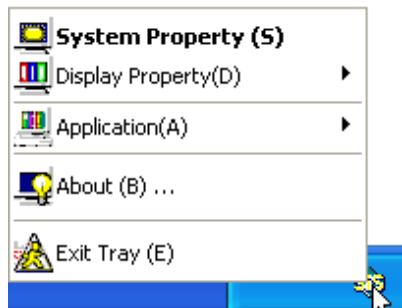 System Property (S)
Display Property(D)
Application(A)
About (B) ...
Exit Tray (E)